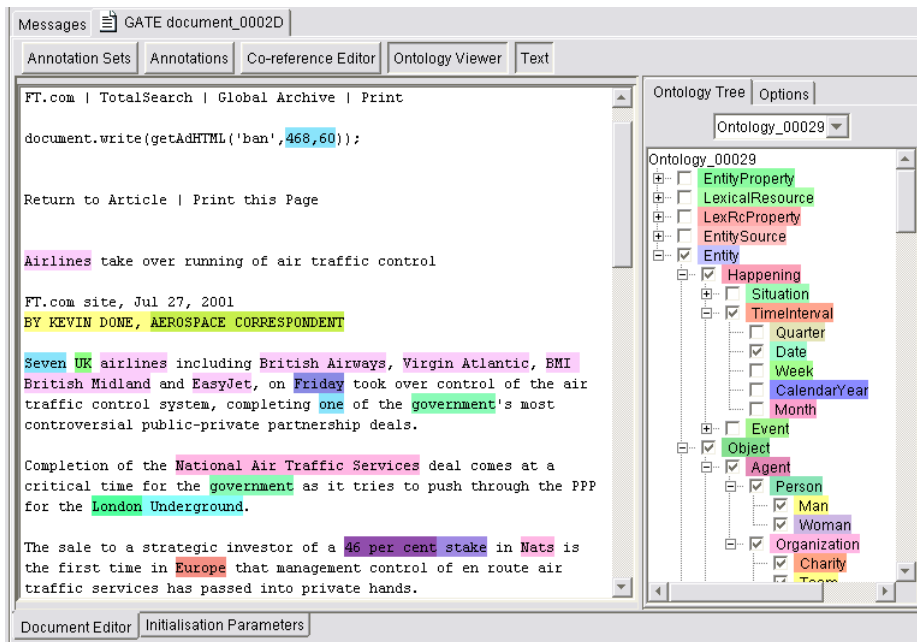 Messages GATE document_0002D
Annotation Sets Annotations Co-reference Editor Ontology Viewer Text
FT.com | TotalSearch | Global Archive | Print
document.write(getAdHTML('ban',468,60));
Return to Article | Print this Page
Airlines take over running of air traffic control
FT.com site, Jul 27, 2001
BY KEVIN DONE, AEROSPACE CORRESPONDENT
Seven UK airlines including British Airways, Virgin Atlantic, BMI
British Midland and EasyJet, on Friday took over control of the air
traffic control system, completing one of the government's most
controversial public-private partnership deals.
Completion of the National Air Traffic Services deal comes at a
critical time for the government as it tries to push through the PPP
for the London Underground.
The sale to a strategic investor of a 46 per cent stake in Nats is
the first time in Europe that management control of en route air
traffic services has passed into private hands.
Ontology Tree Options
Ontology_00029
Ontology_00029
EntityProperty
LexicalResource
LexRcProperty
EntitySource
Entity
Happening
Situation
TimeInterval
Quarter
Date
Week
CalendarYear
Month
Event
Object
Agent
Person
Man
Woman
Organization
Charity
Team
Document Editor Initialisation Parameters